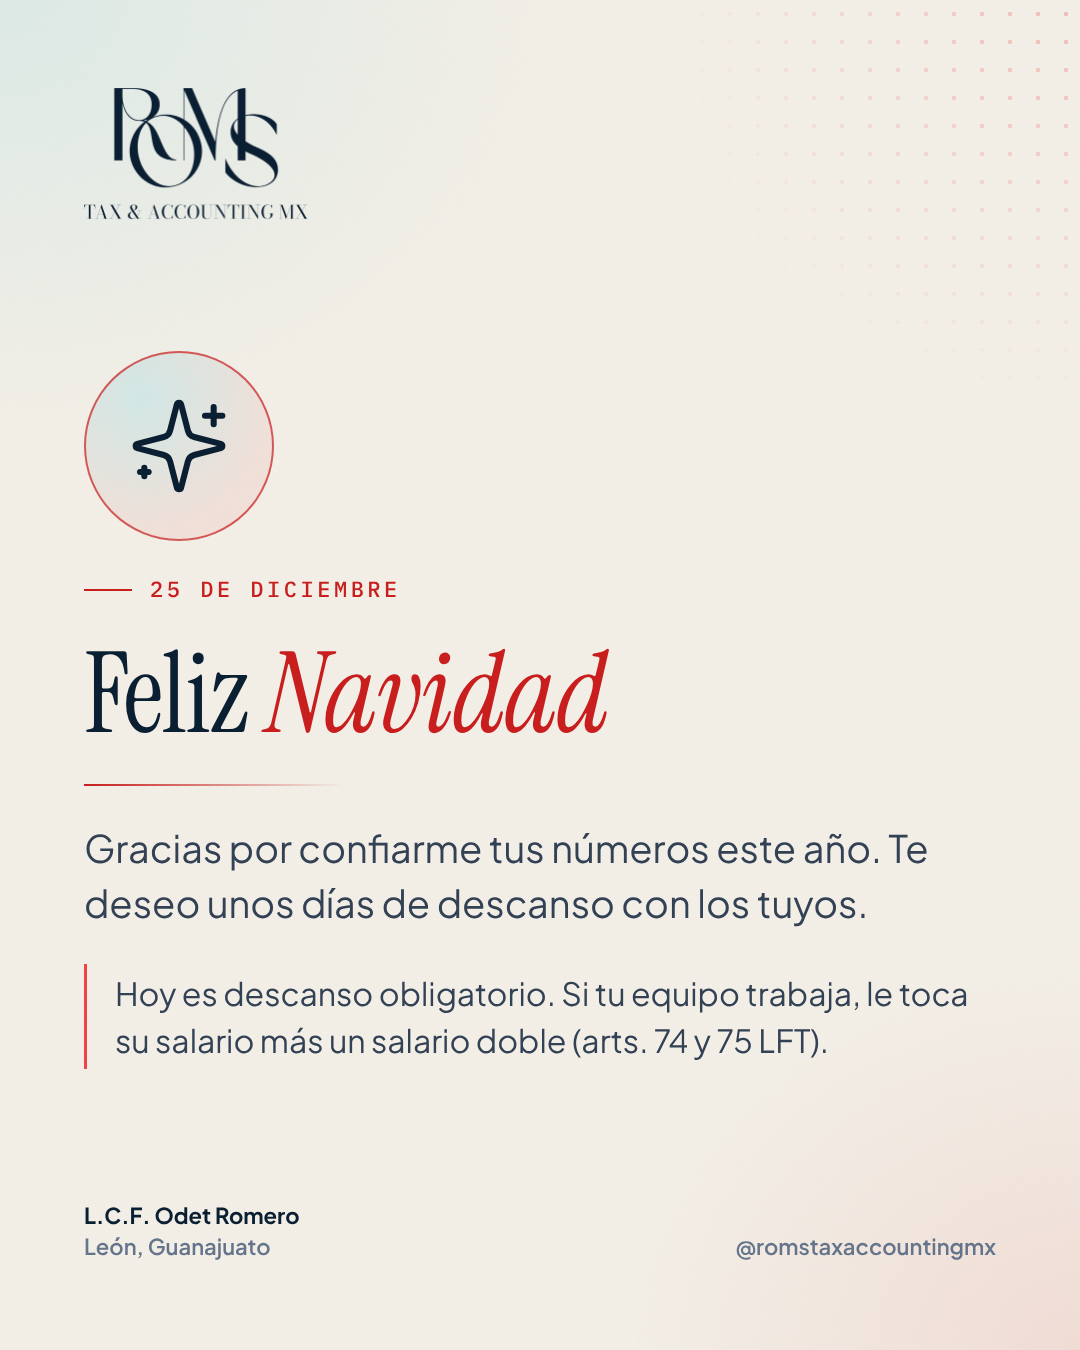 ROMS
TAX & ACCOUNTING MX
25 DE DICIEMBRE
Feliz Navidad
Gracias por confiarme tus números este año. Te
deseo unos días de descanso con los tuyos.
Hoy es descanso obligatorio. Si tu equipo trabaja, le toca
su salario más un salario doble (arts. 74 y 75 LFT).
L.C.F. Odet Romero
León, Guanajuato
@romstaxaccountingmx